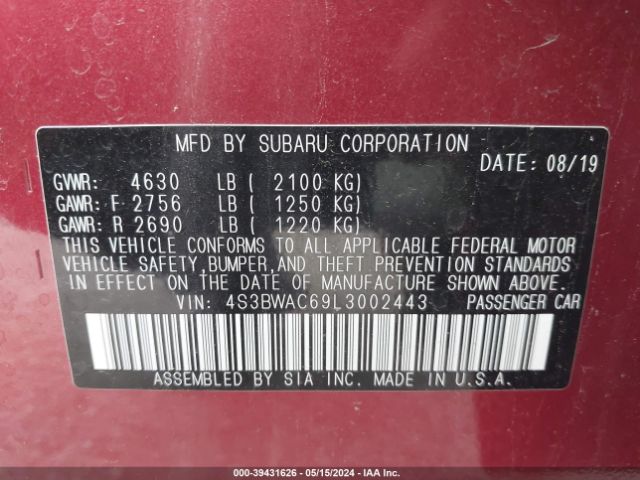 MFD BY SUBARU CORPORATION
DATE: 08/19
GVWR: 4630 LB ( 2100 KG)
GAWR: F 2756 LB ( 1250 KG)
GAWR: R 2690 LB ( 1220 KG)
THIS VEHICLE CONFORMS TO ALL APPLICABLE FEDERAL MOTOR
VEHICLE SAFETY, BUMPER, AND THEFT PREVENTION STANDARDS
IN EFFECT ON THE DATE OF MANUFACTURE SHOWN ABOVE.
VIN: 4S3BWAC69L3002443 PASSENGER CAR
ASSEMBLED BY SIA INC. MADE IN U.S.A.
000-39431626 - 05/15/2024 - IAA Inc.